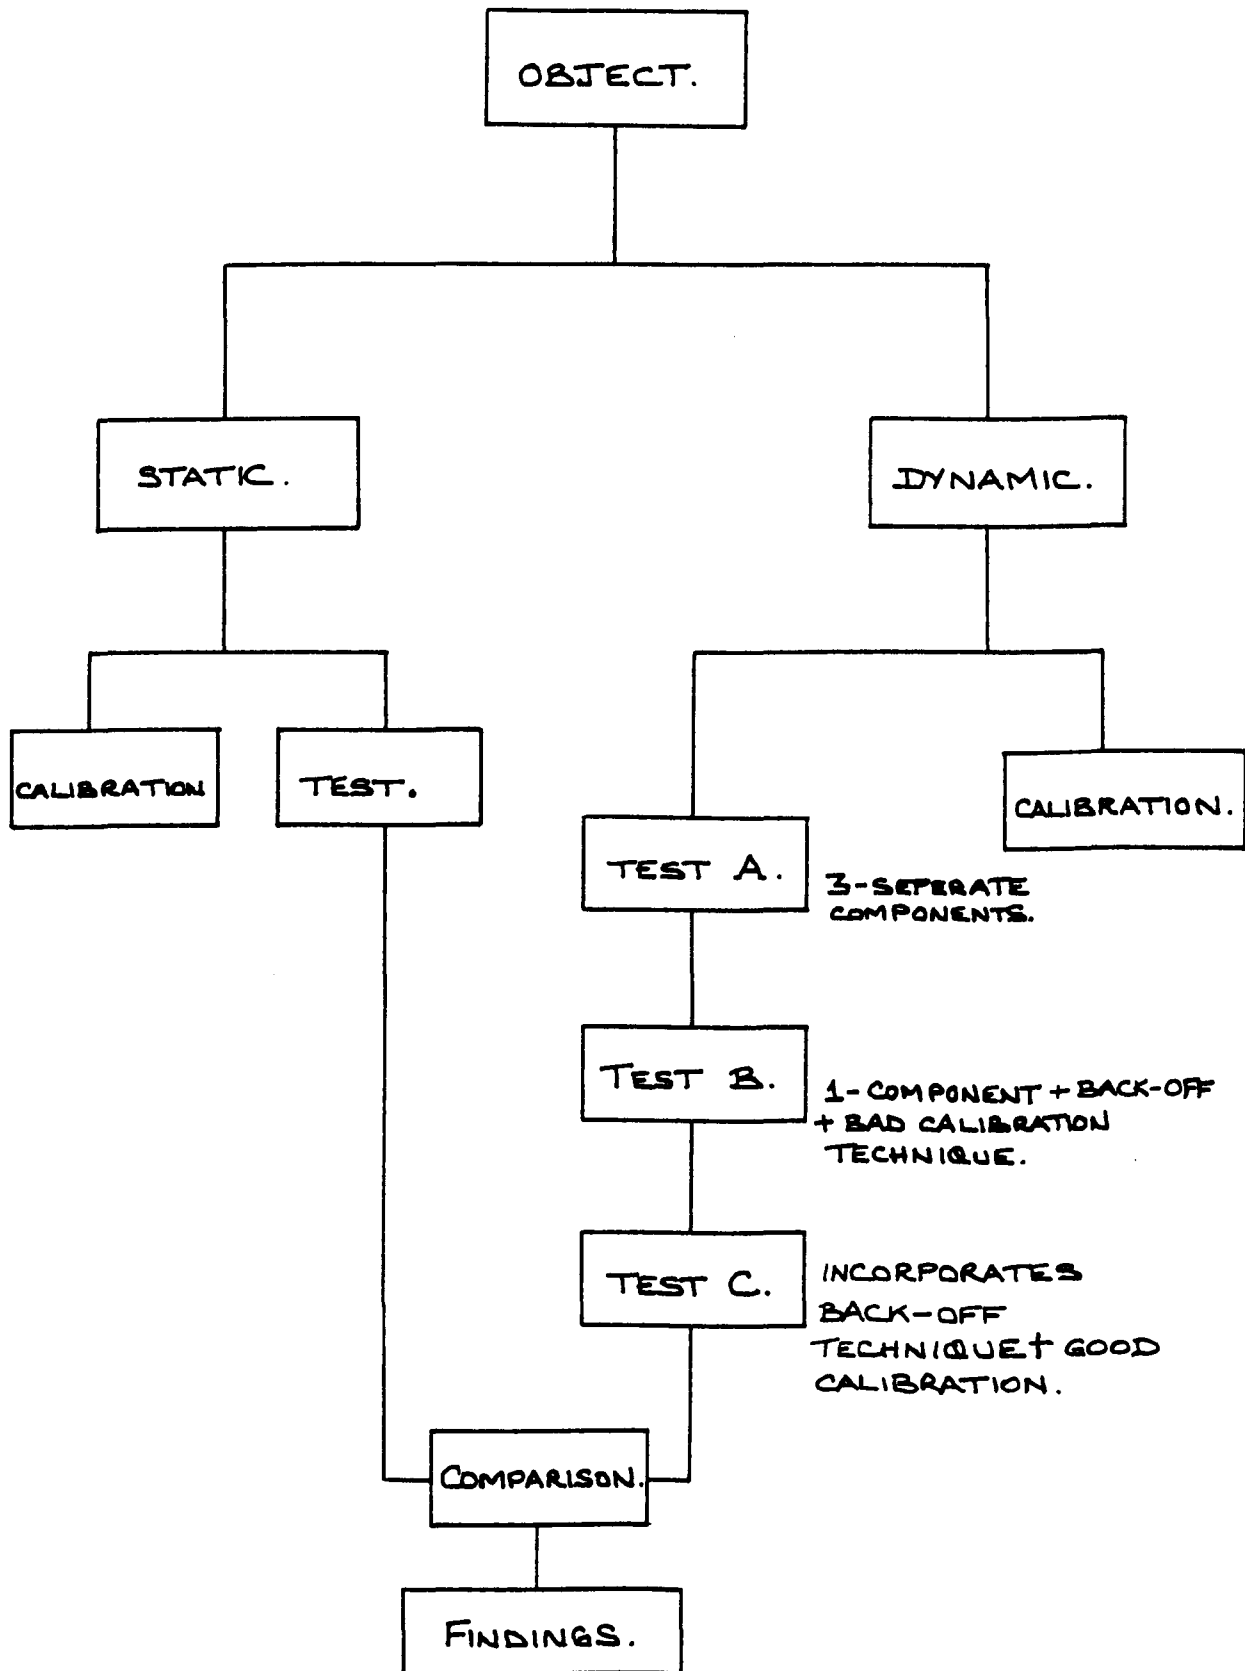 OBJECT.
STATIC.
DYNAMIC.
CALIBRATION
TEST.
CALIBRATION.
TEST A.
3-SEPERATE
COMPONENTS.
TEST B.
1-COMPONENT + BACK-OFF
+ BAD CALIBRATION
TECHNIQUE.
TEST C.
INCORPORATES
BACK-OFF
TECHNIQUE + GOOD
CALIBRATION.
COMPARISON.
FINDINGS.